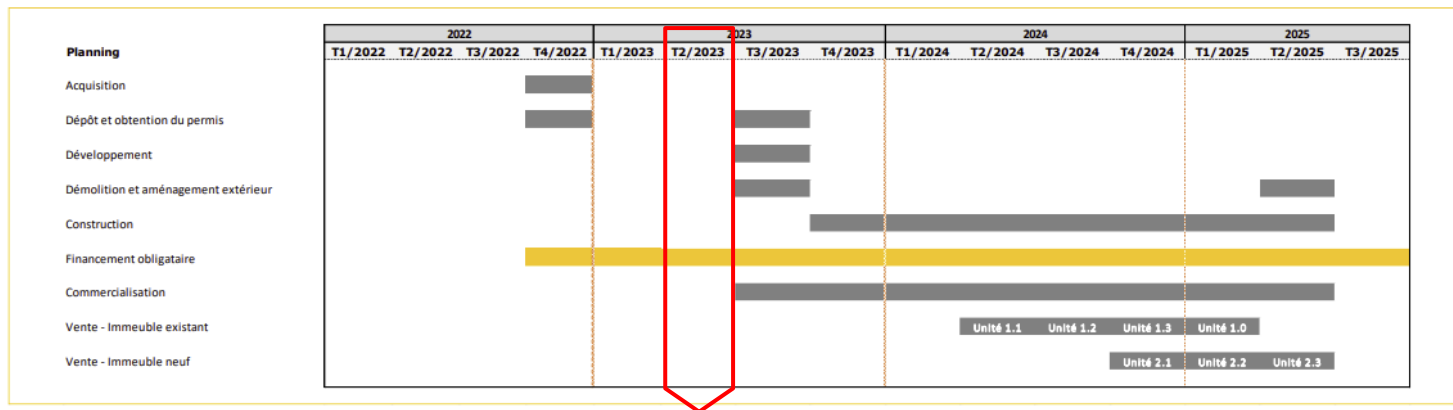 2022 2023 2024 2025
Planning T1/2022 T2/2022 T3/2022 T4/2022 T1/2023 T2/2023 T3/2023 T4/2023 T1/2024 T2/2024 T3/2024 T4/2024 T1/2025 T2/2025 T3/2025
Acquisition
Dépôt et obtention du permis
Développement
Démolition et aménagement extérieur
Construction
Financement obligataire
Commercialisation
Vente - Immeuble existant Unité 1.1 Unité 1.2 Unité 1.3 Unité 1.0
Vente - Immeuble neuf Unité 2.1 Unité 2.2 Unité 2.3